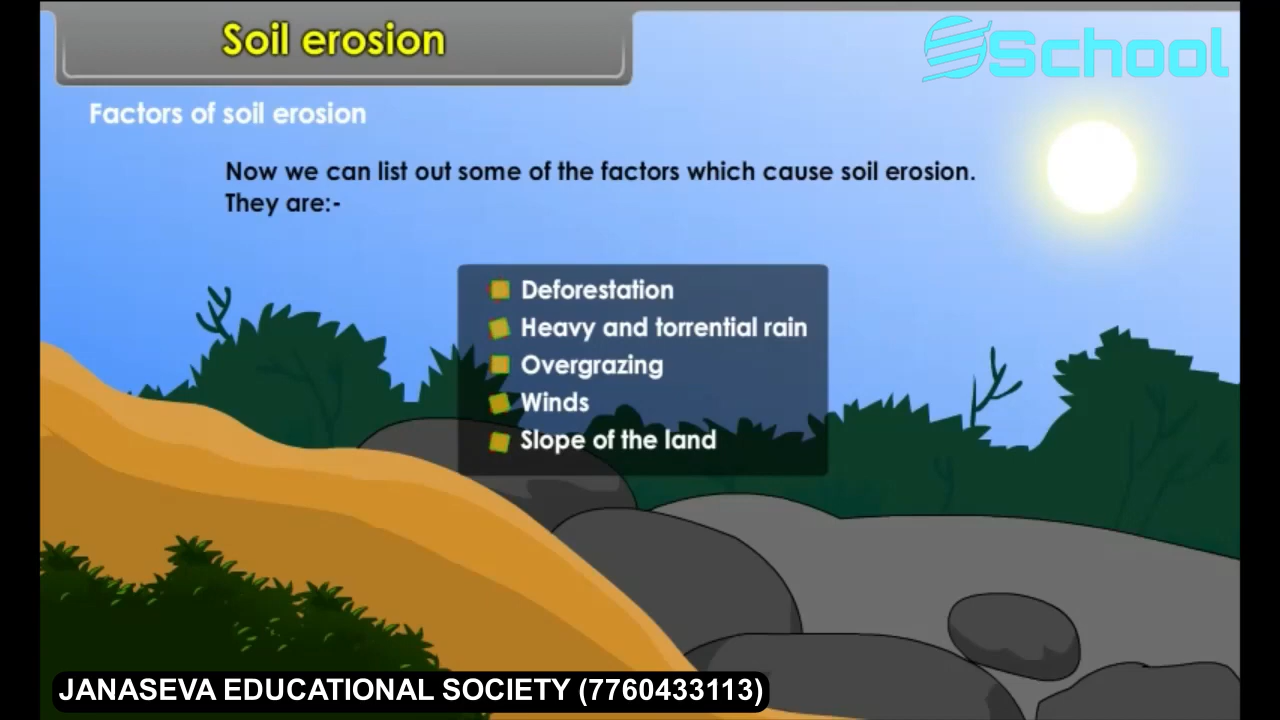 Soil erosion
School
Factors of soil erosion
Now we can list out some of the factors which cause soil erosion.
They are:-
Deforestation
Heavy and torrential rain
Overgrazing
Winds
Slope of the land
JANASEVA EDUCATIONAL SOCIETY (7760433113)